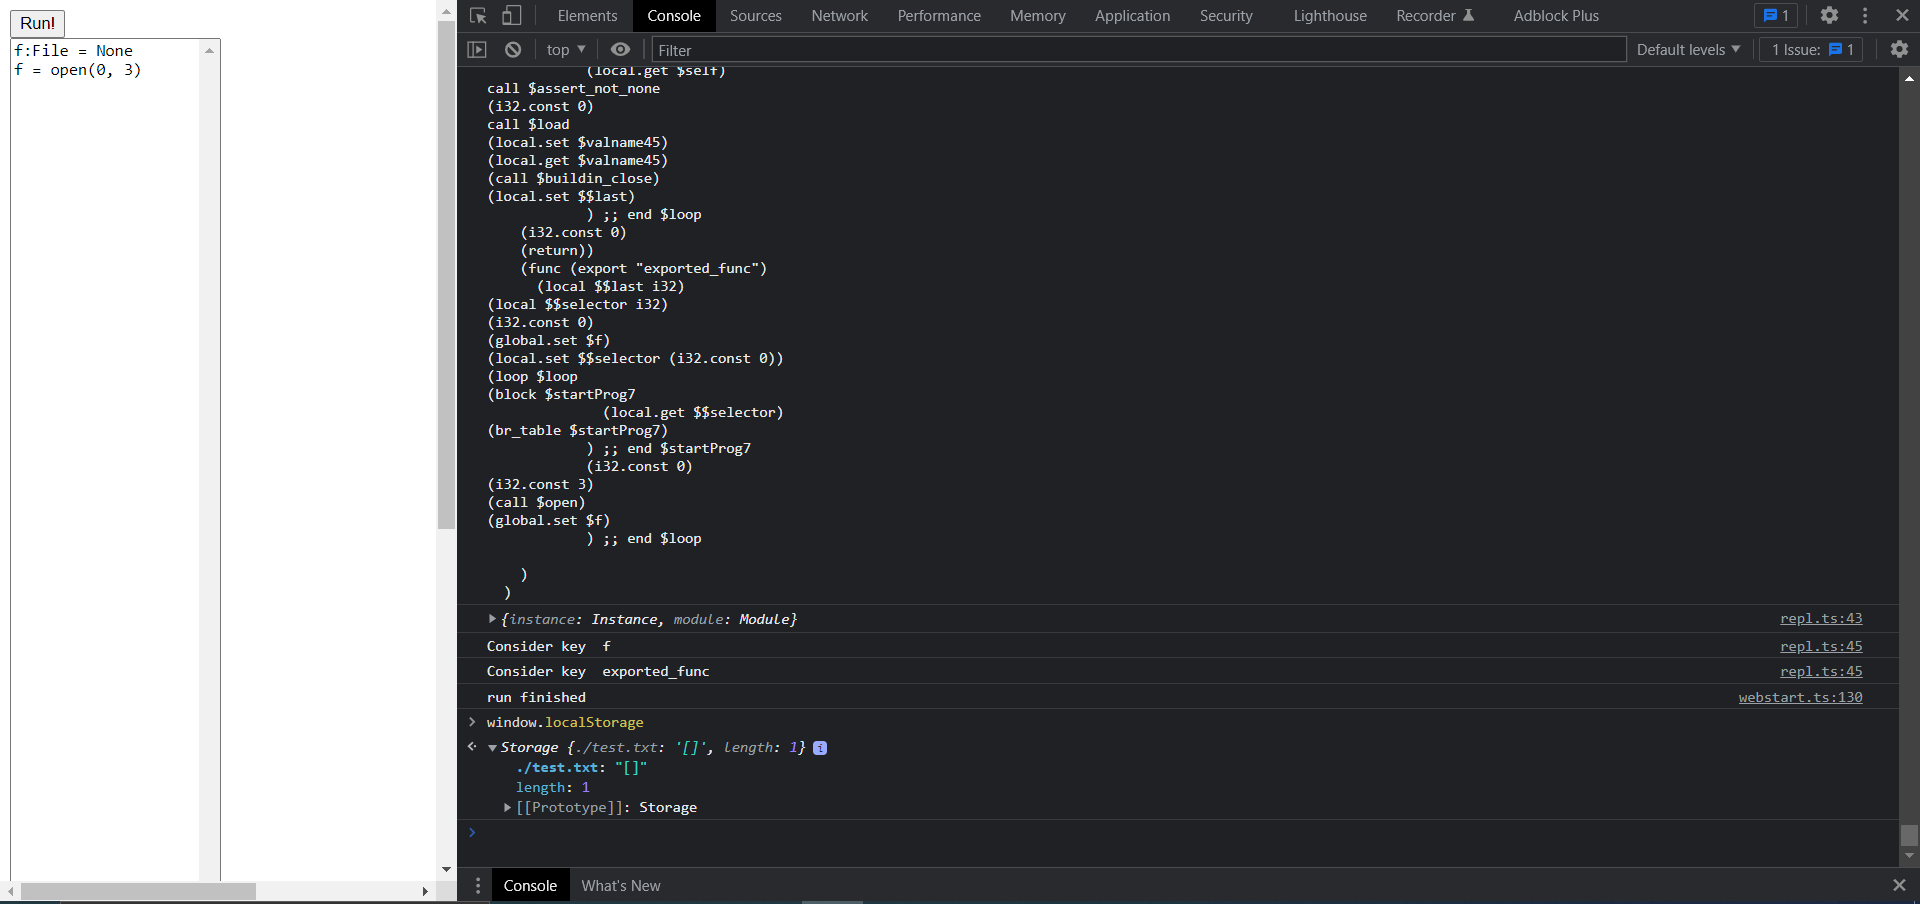 Run!
f:File = None
f = open(0, 3)
Elements Console Sources Network Performance Memory Application Security Lighthouse Recorder Adblock Plus 1
top Filter Default levels 1 Issue: 1
(local.get $self)
call $assert_not_none
(i32.const 0)
call $load
(local.set $valname45)
(local.get $valname45)
(call $buildin_close)
(local.set $$last)
) ;; end $loop
(i32.const 0)
(return))
(func (export "exported_func")
(local $$last i32)
(local $$selector i32)
(i32.const 0)
(global.set $f)
(local.set $$selector (i32.const 0))
(loop $loop
(block $startProg7
(local.get $$selector)
(br_table $startProg7)
) ;; end $startProg7
(i32.const 0)
(i32.const 3)
(call $open)
(global.set $f)
) ;; end $loop
)
)
{instance: Instance, module: Module} repl.ts:43
Consider key f repl.ts:45
Consider key exported_func repl.ts:45
run finished webstart.ts:130
window.localStorage
Storage {./test.txt: '[]', length: 1} i
./test.txt: "[]"
length: 1
[[Prototype]]: Storage
Console What's New